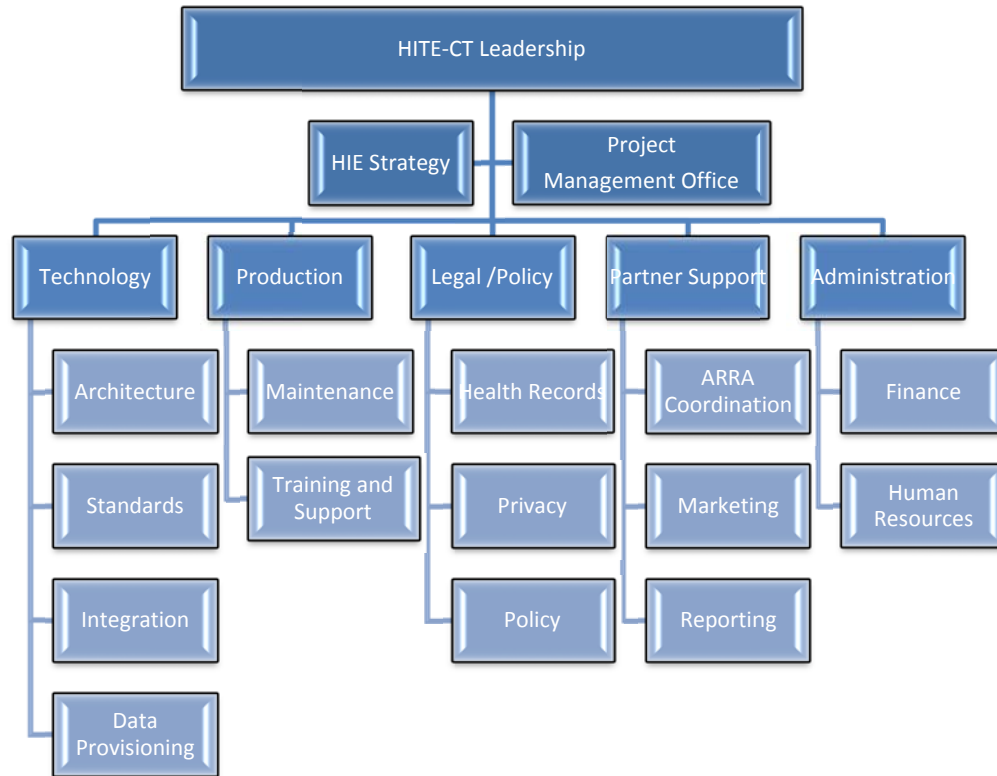 HITE-CT Leadership
HIE Strategy
Project
Management Office
Technology
Production
Legal /Policy
Partner Support
Administration
Architecture
Standards
Integration
Data
Provisioning
Maintenance
Training and
Support
Health Records
Privacy
Policy
ARRA
Coordination
Marketing
Reporting
Finance
Human
Resources